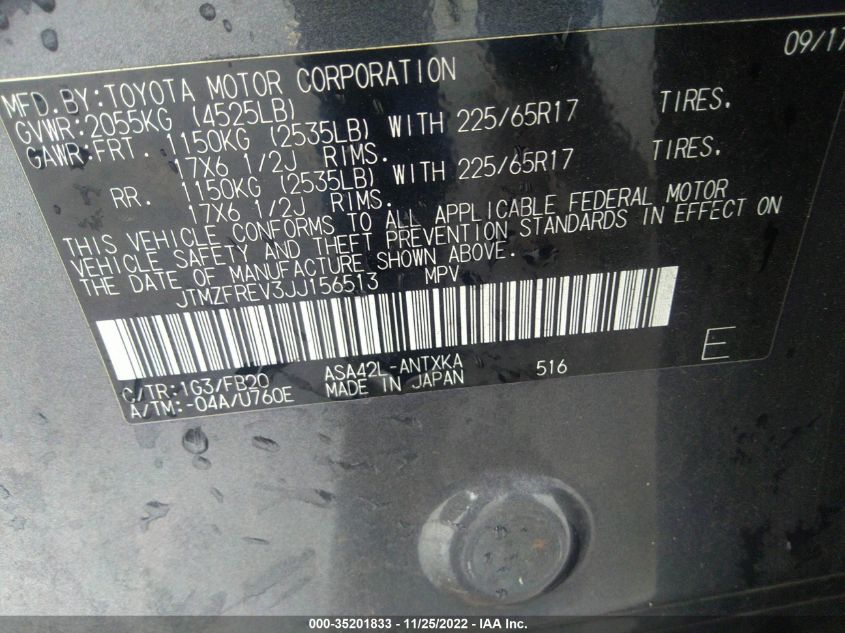 09/17
MFD.BY:TOYOTA MOTOR CORPORATION
GVWR:2055KG (4525LB)
GAWR:FRT. 1150KG (2535LB) WITH 225/65R17 TIRES.
17X6 1/2J RIMS.
RR. 1150KG (2535LB) WITH 225/65R17 TIRES.
17X6 1/2J RIMS.
THIS VEHICLE CONFORMS TO ALL APPLICABLE FEDERAL MOTOR
VEHICLE SAFETY AND THEFT PREVENTION STANDARDS IN EFFECT ON
THE DATE OF MANUFACTURE SHOWN ABOVE.
JTMZFREV3JJ156513 MPV
E
C/TR:1G3/FB20 ASA42L-ANTXKA 516
A/TM:-04A/U760E MADE IN JAPAN
000-35201833 - 11/25/2022 - IAA Inc.